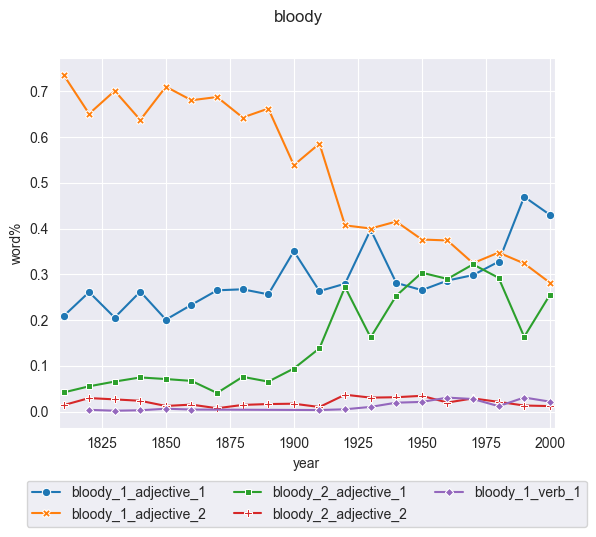 bloody
0.7
0.6
0.5
0.4
0.3
0.2
0.1
0.0
word%
1825 1850 1875 1900 1925 1950 1975 2000
year
bloody_1_adjective_1 bloody_2_adjective_1 bloody_1_verb_1
bloody_1_adjective_2 bloody_2_adjective_2